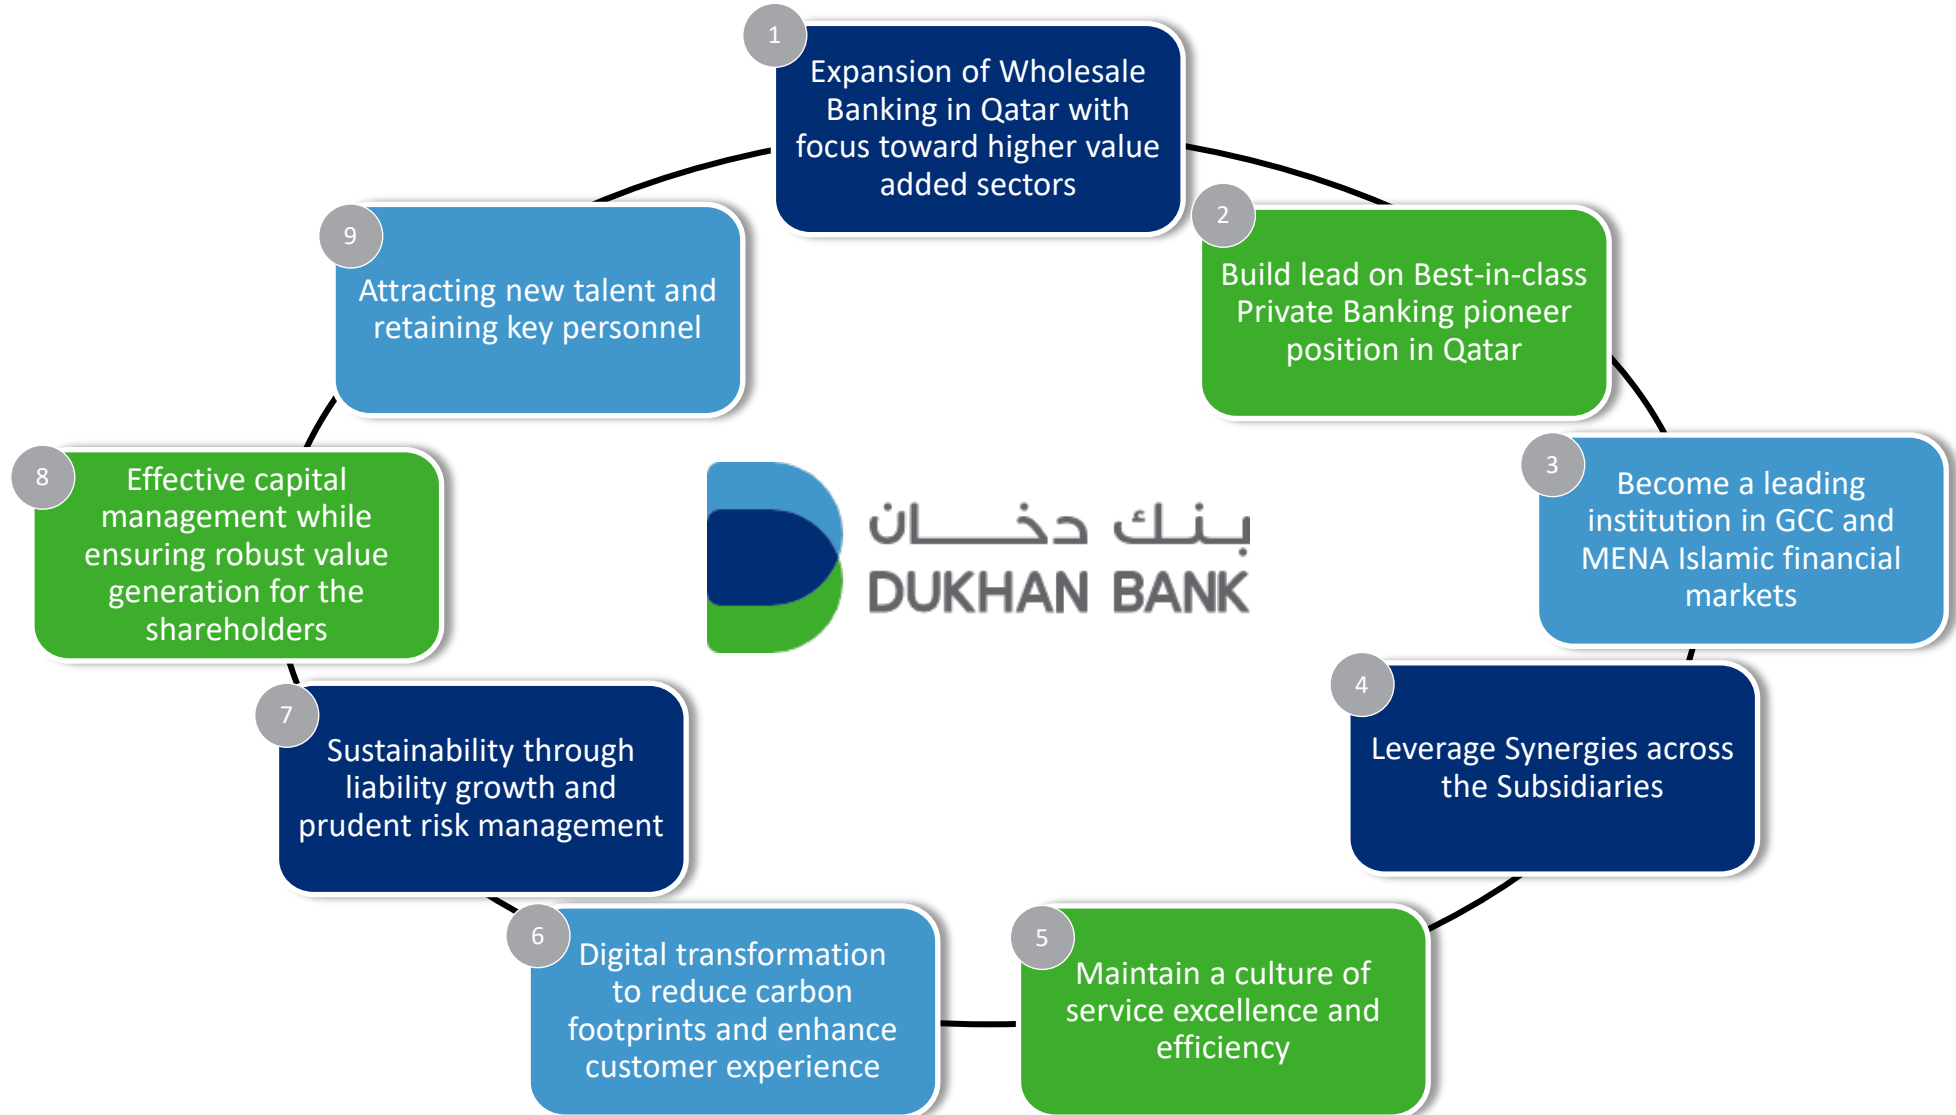 1
Expansion of Wholesale
Banking in Qatar with
focus toward higher value
added sectors
2
Build lead on Best-in-class
Private Banking pioneer
position in Qatar
3
Become a leading
institution in GCC and
MENA Islamic financial
markets
4
Leverage Synergies across
the Subsidiaries
5
Maintain a culture of
service excellence and
efficiency
6
Digital transformation
to reduce carbon
footprints and enhance
customer experience
7
Sustainability through
liability growth and
prudent risk management
8
Effective capital
management while
ensuring robust value
generation for the
shareholders
9
Attracting new talent and
retaining key personnel
بنك دخان
DUKHAN BANK